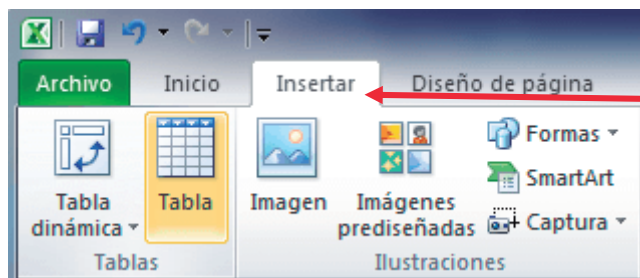 Archivo Inicio Insertar Diseño de página
Formas
SmartArt
Captura
Tabla dinámica
Tabla
Imagen
Imágenes prediseñadas
Tablas Ilustraciones